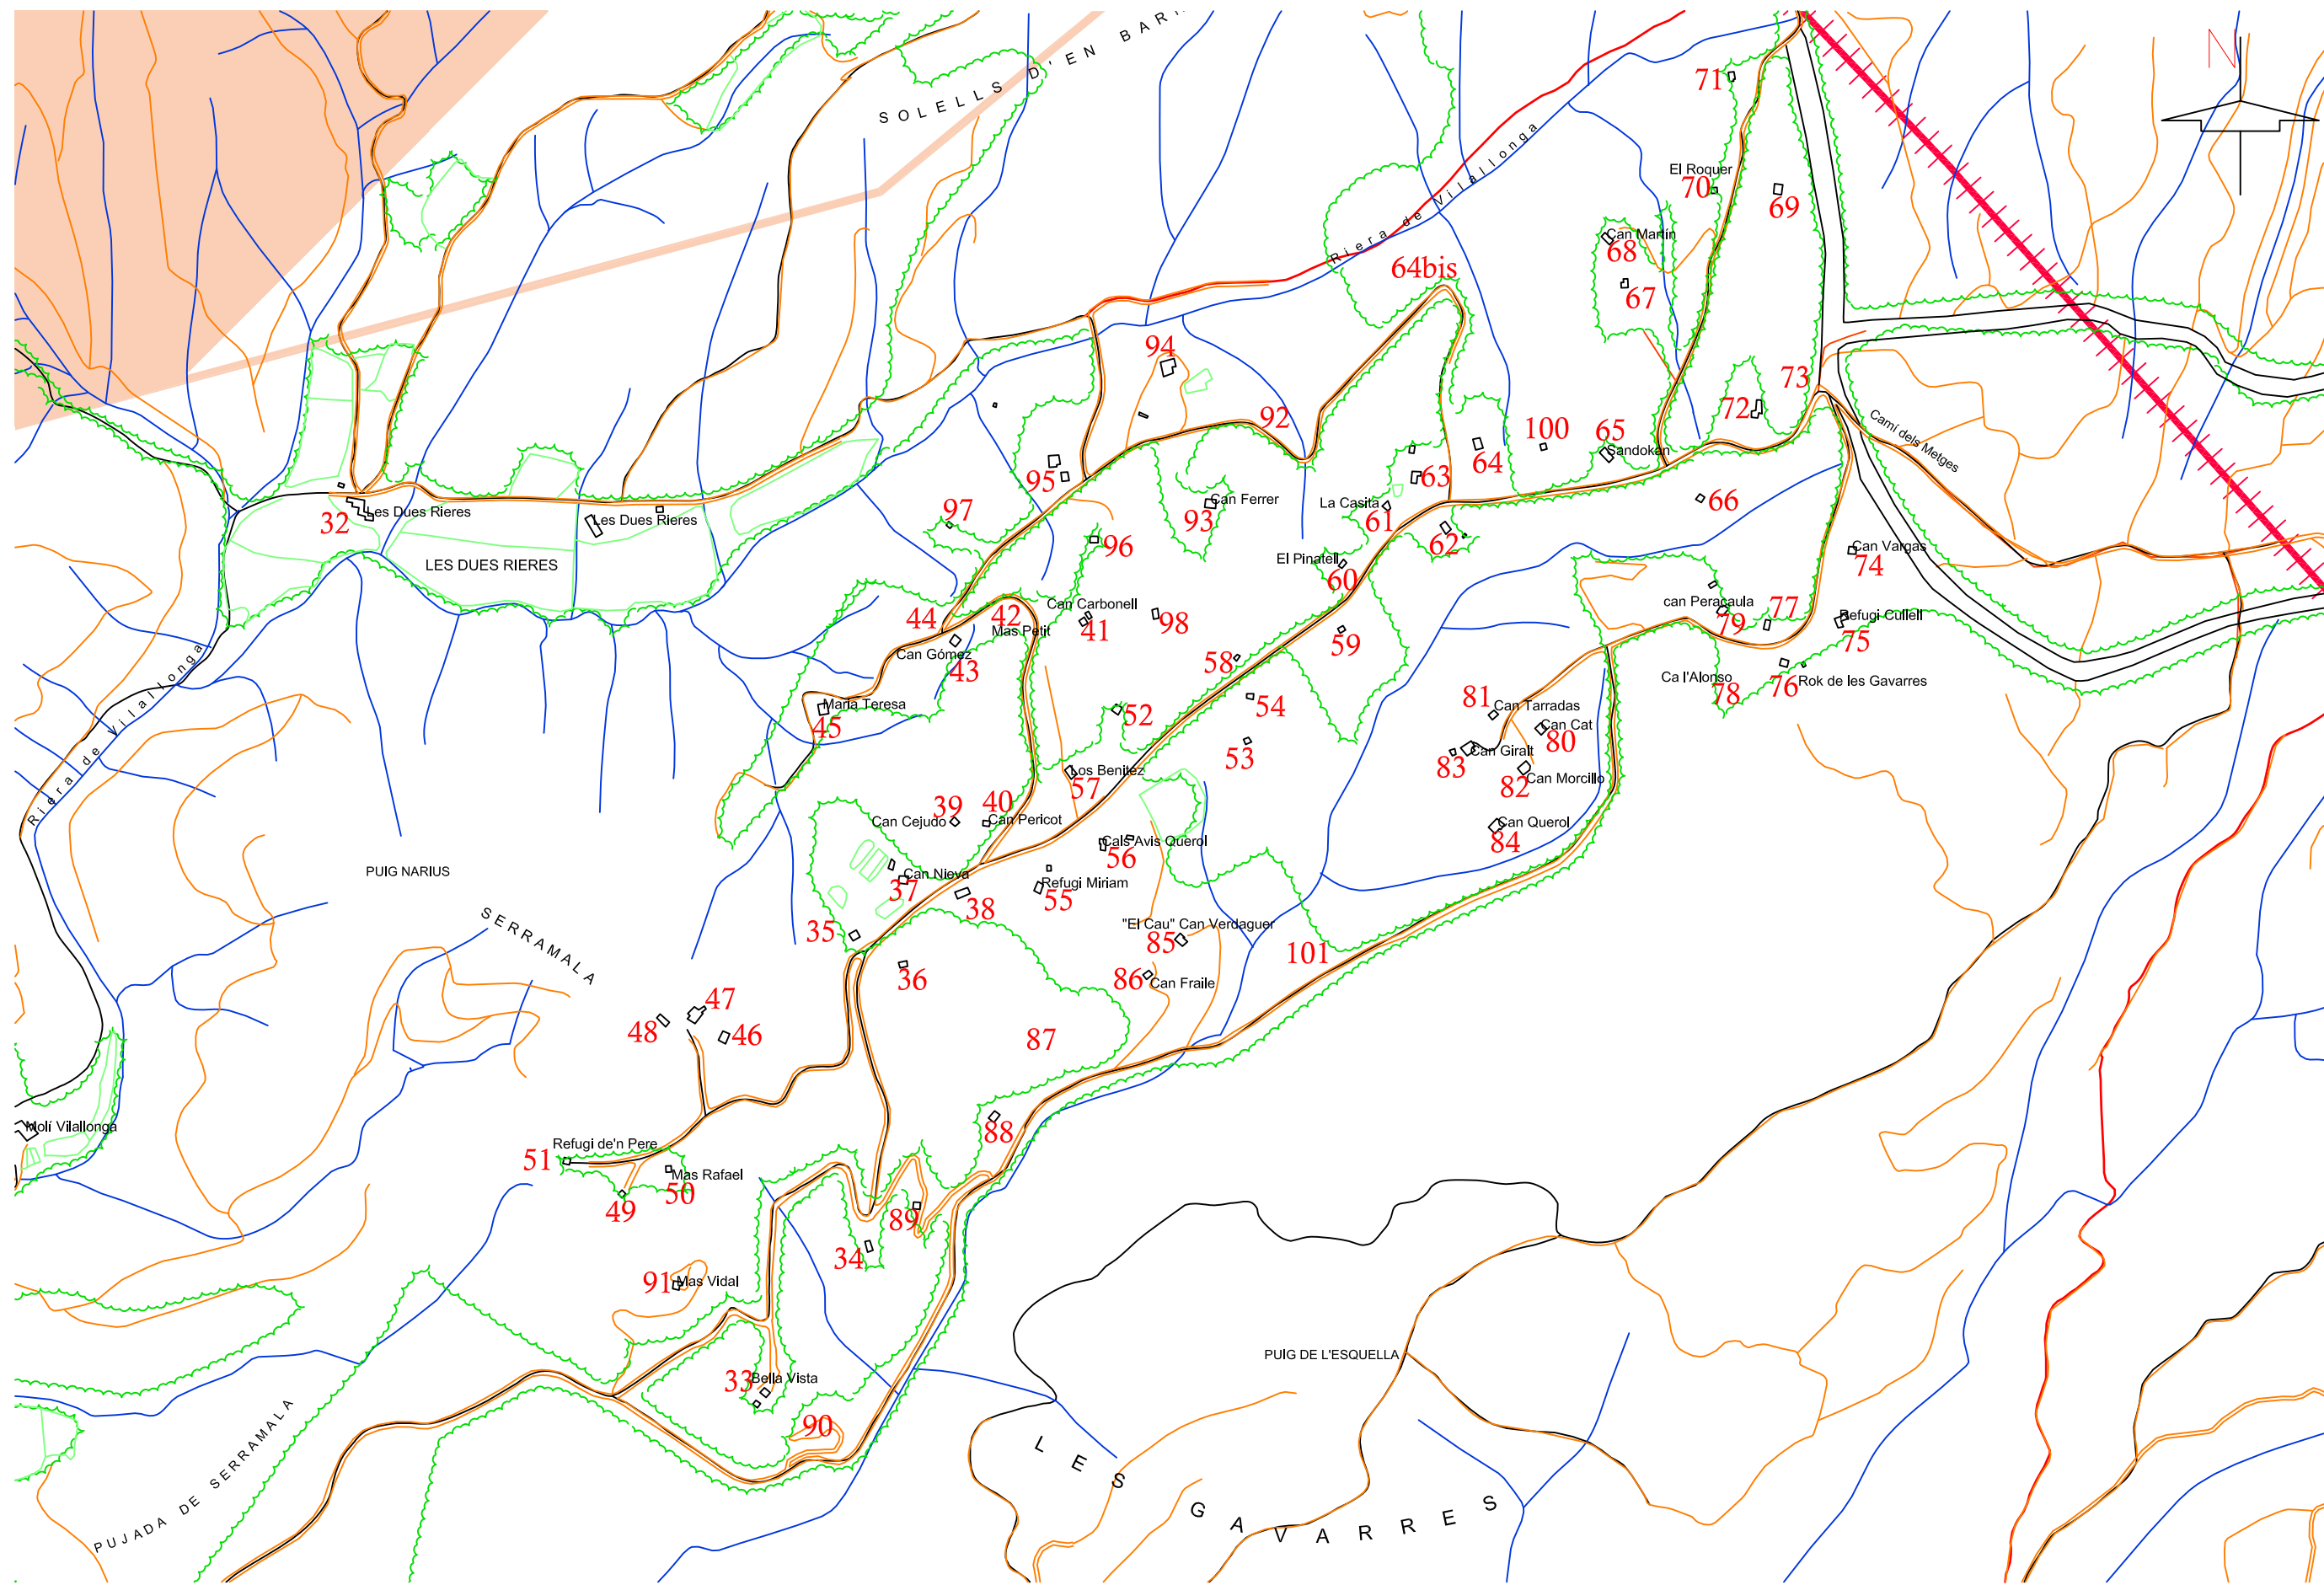 SOLELLS D'EN BAR
N
71
El Roquer
70
69
Riera de Vilallonga
Can Martín
68
64bis
67
94
73
92
72
Camí dels Metges
100
65
64
Sandokan
95
63
66
32
Les Dues Rieres
Les Dues Rieres
97
Can Ferrer
93
La Casita
61
62
96
Can Vargas
74
LES DUES RIERES
El Pinatell
60
can Peracaula
79
77
Refugi Cullell
75
44
42
Can Carbonell
41
98
Mas Petit
59
Can Gómez
43
58
Ca l'Alonso
78
76
Rok de les Gavarres
Riera de Vilallonga
Maria Teresa
45
52
54
81
Can Tarradas
Can Cat
80
53
Can Giralt
83
Los Benitez
57
82
Can Morcillo
39
40
Can Cejudo
Can Pericot
Can Querol
84
Cals Avis Querol
56
PUIG NARIUS
Can Nieva
37
Refugi Miriam
55
38
SERRAMALA
35
"El Cau" Can Verdaguer
85
101
36
86
Can Fraile
47
48
46
87
Molí Vilallonga
88
Refugi de'n Pere
51
Mas Rafael
50
49
89
34
91
Mas Vidal
PUIG DE L'ESQUELLA
33
Bella Vista
90
PUJADA DE SERRAMALA
LES GAVARRES